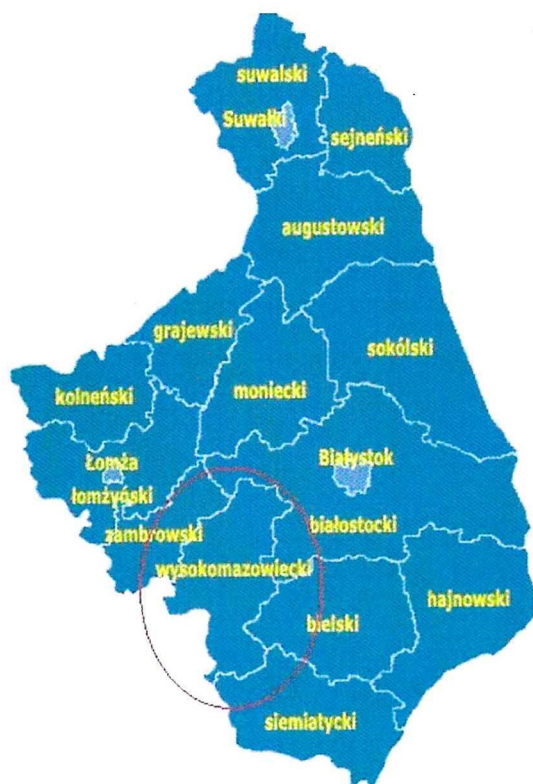 suwalski
Suwałki
sejneński
augustowski
grajewski
sokólski
kolneński
moniecki
Łomża
Białystok
łomżyński
białostocki
zambrowski
wysokomazowiecki
hajnowski
bielski
siemiatycki